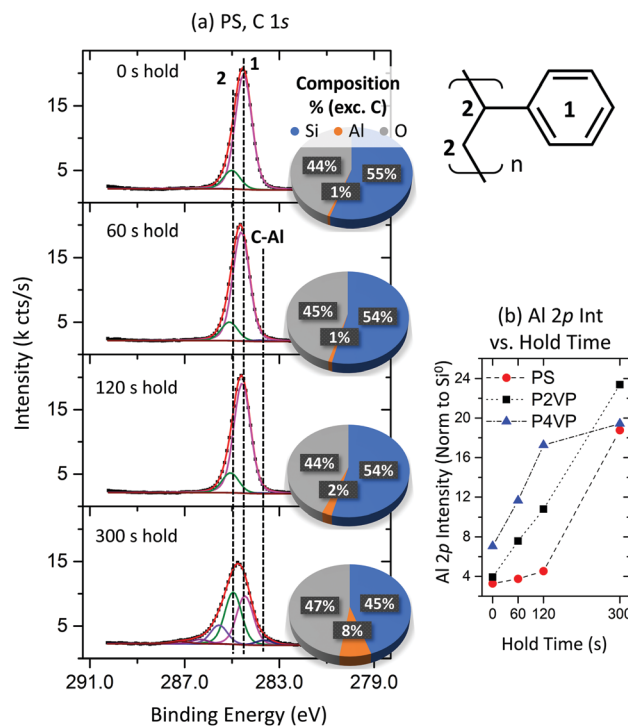 (a) PS, C 1s
0 s hold
2
1
Composition
% (exc. C)
Si
Al
O
44%
55%
1%
5
15
60 s hold
C-Al
45%
54%
1%
5
15
120 s hold
44%
54%
2%
5
15
300 s hold
47%
45%
8%
5
15
Intensity (k cts/s)
291.0
287.0
283.0
279.0
Binding Energy (eV)
2
1
2
n
(b) Al 2p Int
vs. Hold Time
PS
P2VP
P4VP
24
20
16
12
8
4
Al 2p Intensity (Norm to Si⁰)
0
60
120
300
Hold Time (s)